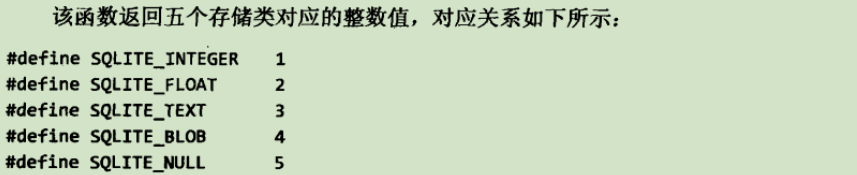 该函数返回五个存储类对应的整数值，对应关系如下所示：
#define SQLITE_INTEGER 1
#define SQLITE_FLOAT 2
#define SQLITE_TEXT 3
#define SQLITE_BLOB 4
#define SQLITE_NULL 5